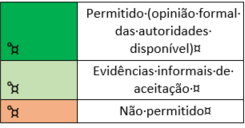 Permitido·(opinião·formal·
das·autoridades·
disponível)¤
°¤
Evidências·informais·de·
aceitação·¤
°¤
Não·permitido¤
°¤